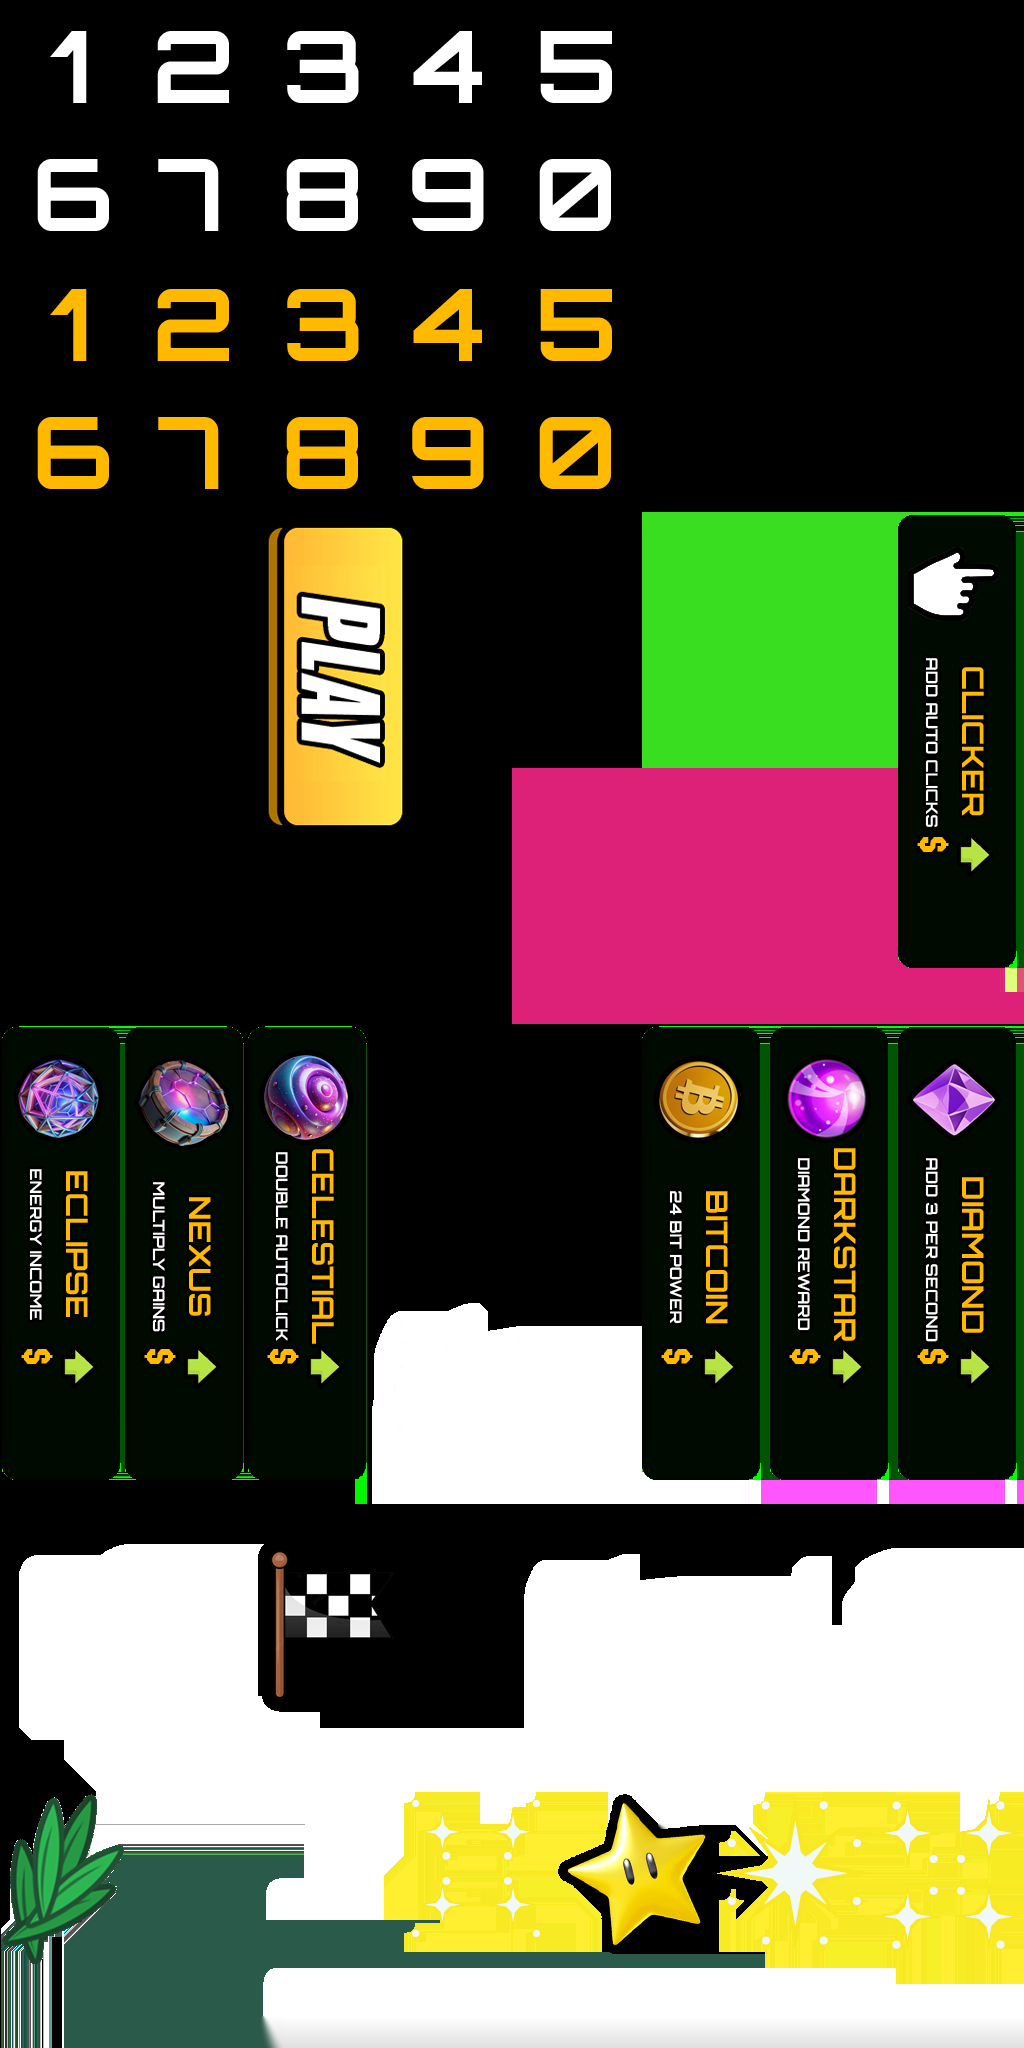 1 2 3 4 5
6 7 8 9 0
1 2 3 4 5
6 7 8 9 0
PLAY
CLICKER
ADD AUTO CLICKS
$
ECLIPSE
ENERGY INCOME
$
NEXUS
MULTIPLY GAINS
$
CELESTIAL
DOUBLE AUTOCLICK
$
BITCOIN
24 BIT POWER
$
DARKSTAR
DIAMOND REWARD
$
DIAMOND
ADD 3 PER SECOND
$